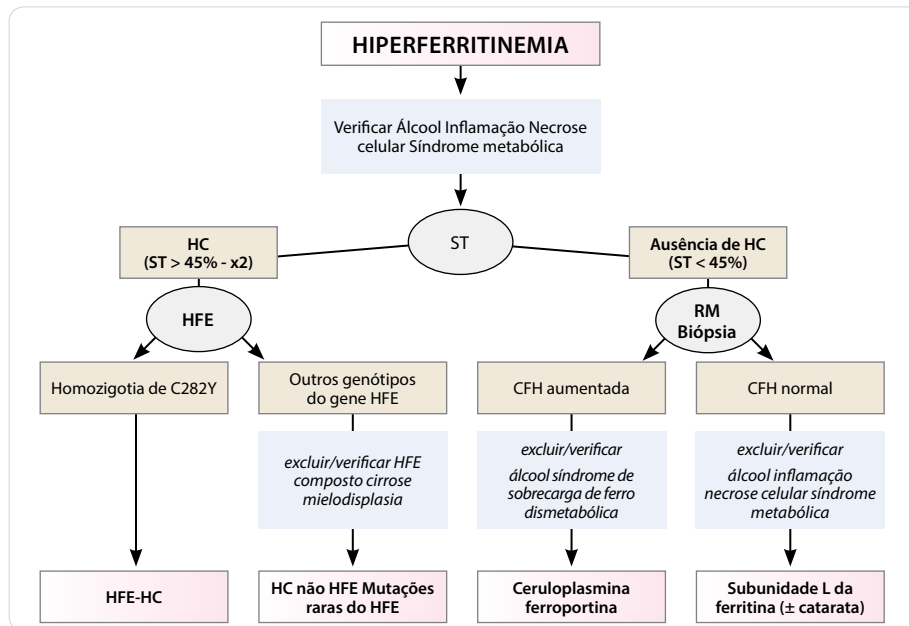 HIPERFERRITINEMIA
Verificar Álcool Inflamação Necrose
celular Síndrome metabólica
ST
HC
(ST > 45% - x2)
Ausência de HC
(ST < 45%)
HFE
RM
Biópsia
Homozigotia de C282Y
Outros genótipos
do gene HFE
CFH aumentada
CFH normal
excluir/verificar HFE
composto cirrose
mielodisplasia
excluir/verificar
álcool síndrome de
sobrecarga de ferro
dismetabólica
excluir/verificar
álcool inflamação
necrose celular síndrome
metabólica
HFE-HC
HC não HFE Mutações
raras do HFE
Ceruloplasmina
ferroportina
Subunidade L da
ferritina (± catarata)